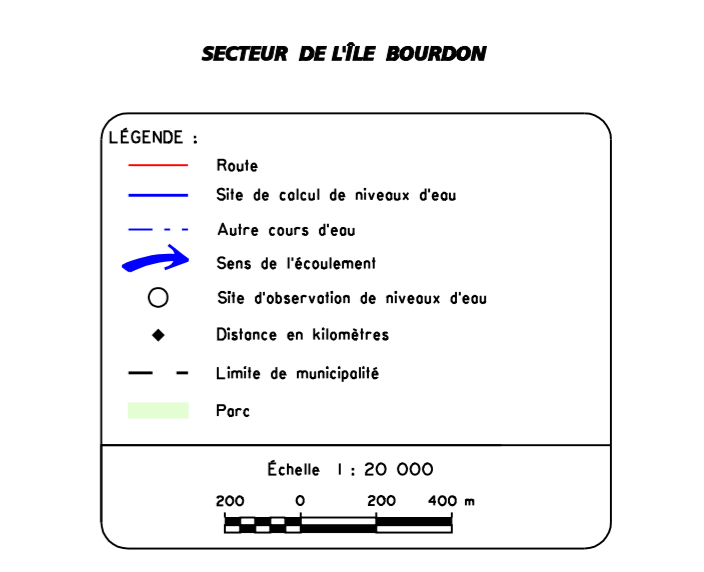 SECTEUR DE L'ÎLE BOURDON
LÉGENDE :
Route
Site de calcul de niveaux d'eau
Autre cours d'eau
Sens de l'écoulement
Site d'observation de niveaux d'eau
Distance en kilomètres
Limite de municipalité
Parc
Échelle 1 : 20 000
200 0 200 400 m